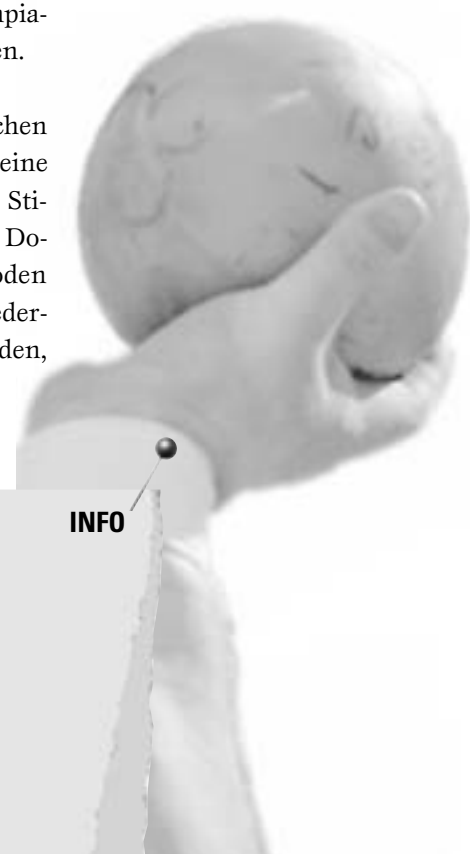 upia-
en.
chen
eine
Sti-
Do-
oden
eder-
den,
INFO